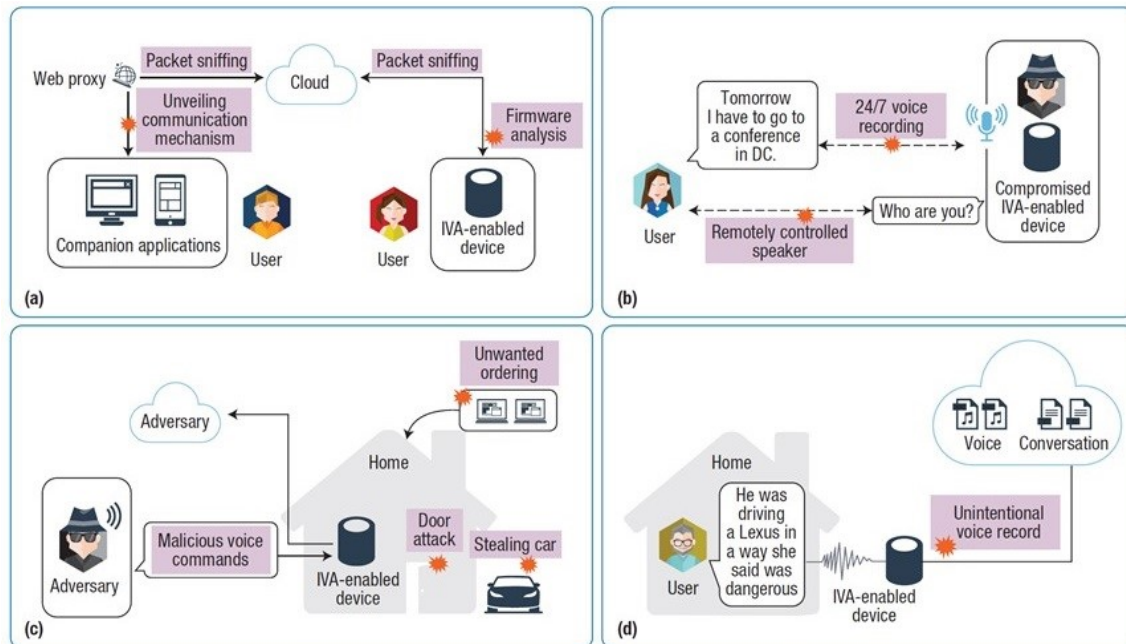 Packet sniffing
Packet sniffing
Web proxy
Cloud
Unveiling
communication
mechanism
Firmware
analysis
Companion applications
User
User
IVA-enabled
device
(a)
Tomorrow
I have to go to
a conference
in DC.
24/7 voice
recording
Compromised
IVA-enabled
device
Who are you?
User
Remotely controlled
speaker
(b)
Unwanted
ordering
Adversary
Home
Malicious voice
commands
Door
attack
Stealing car
Adversary
IVA-enabled
device
(c)
Voice
Conversation
Home
He was
driving
a Lexus in
a way she
said was
dangerous
Unintentional
voice record
User
IVA-enabled
device
(d)